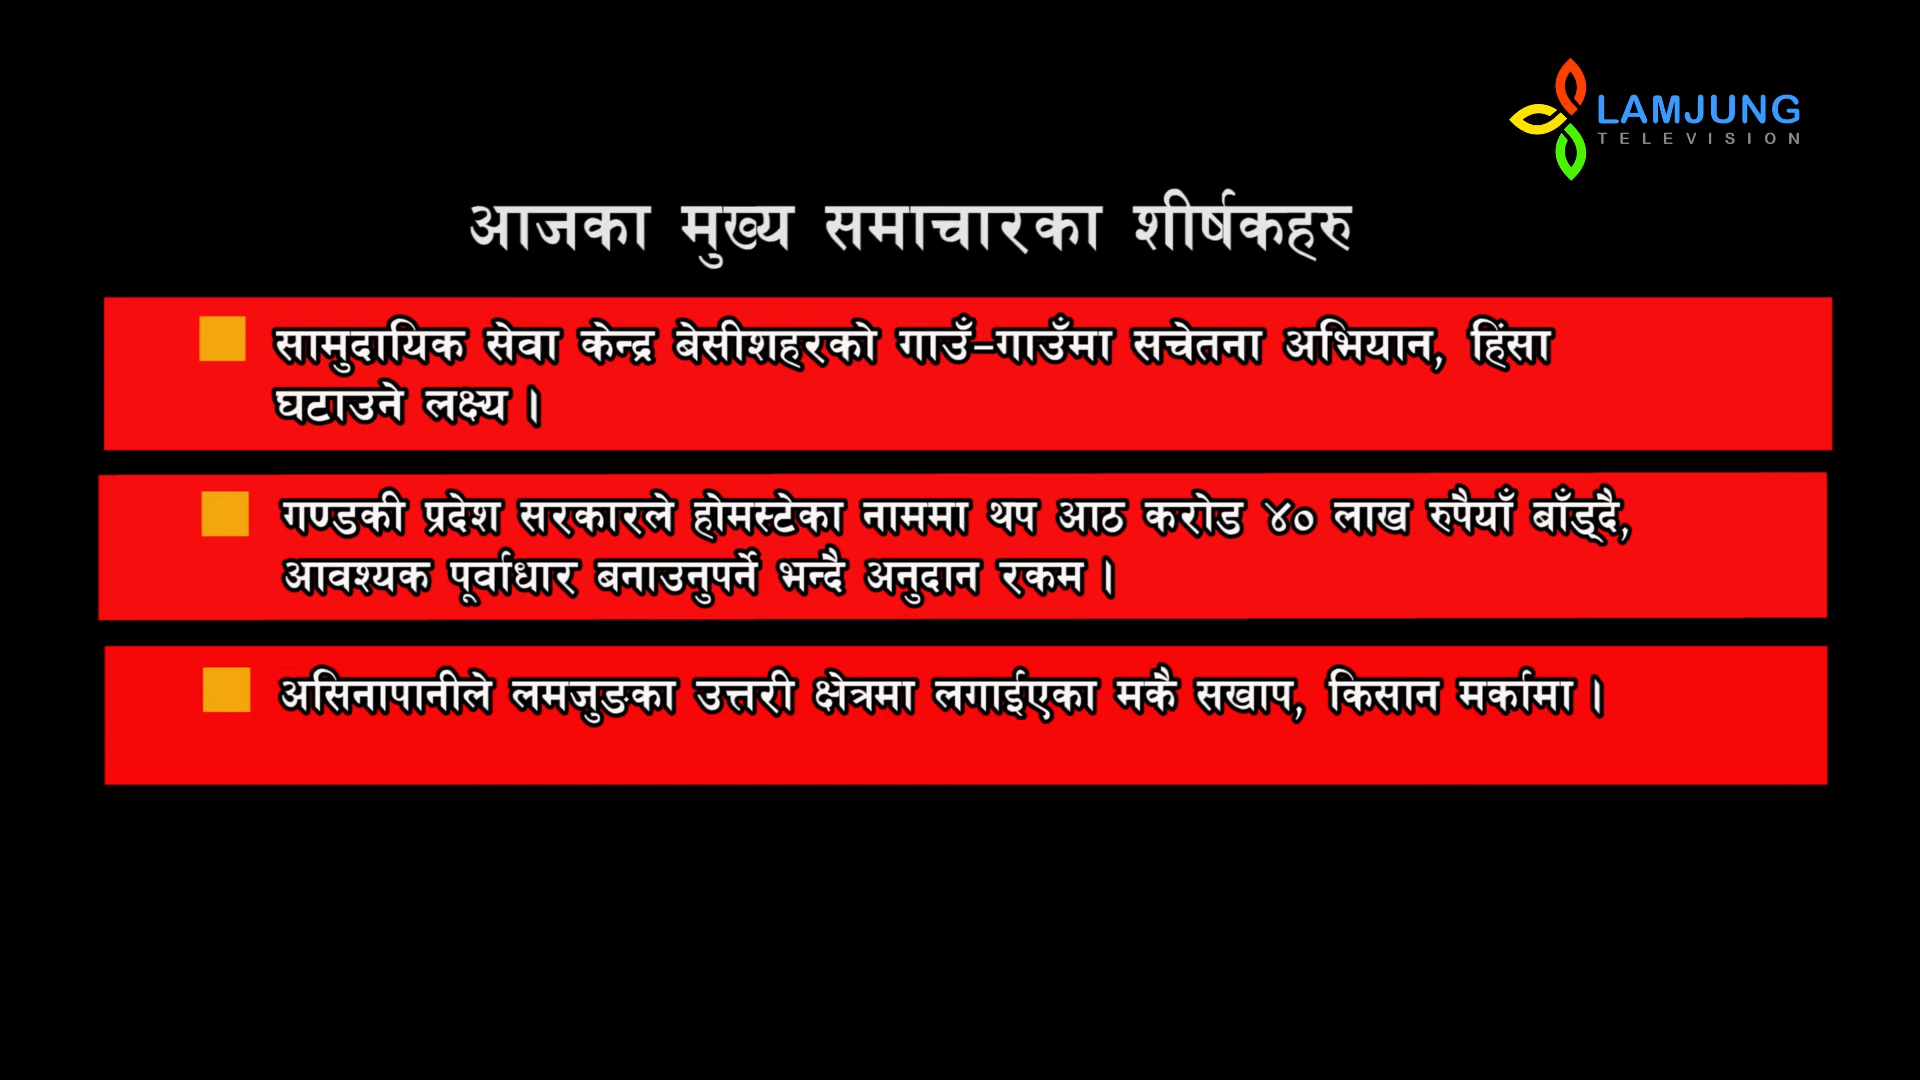 LAMJUNG
TELEVISION
आजका मुख्य समाचारका शीर्षकहरु
सामुदायिक सेवा केन्द्र बेसीशहरको गाउँ–गाउँमा सचेतना अभियान, हिंसा
घटाउने लक्ष्य ।
गण्डकी प्रदेश सरकारले होमस्टेका नाममा थप आठ करोड ४० लाख रुपैयाँ बाँड्दै,
आवश्यक पूर्वाधार बनाउनुपर्ने भन्दै अनुदान रकम ।
असिनापानीले लमजुङका उत्तरी क्षेत्रमा लगाईएका मकै सखाप, किसान मर्कामा ।